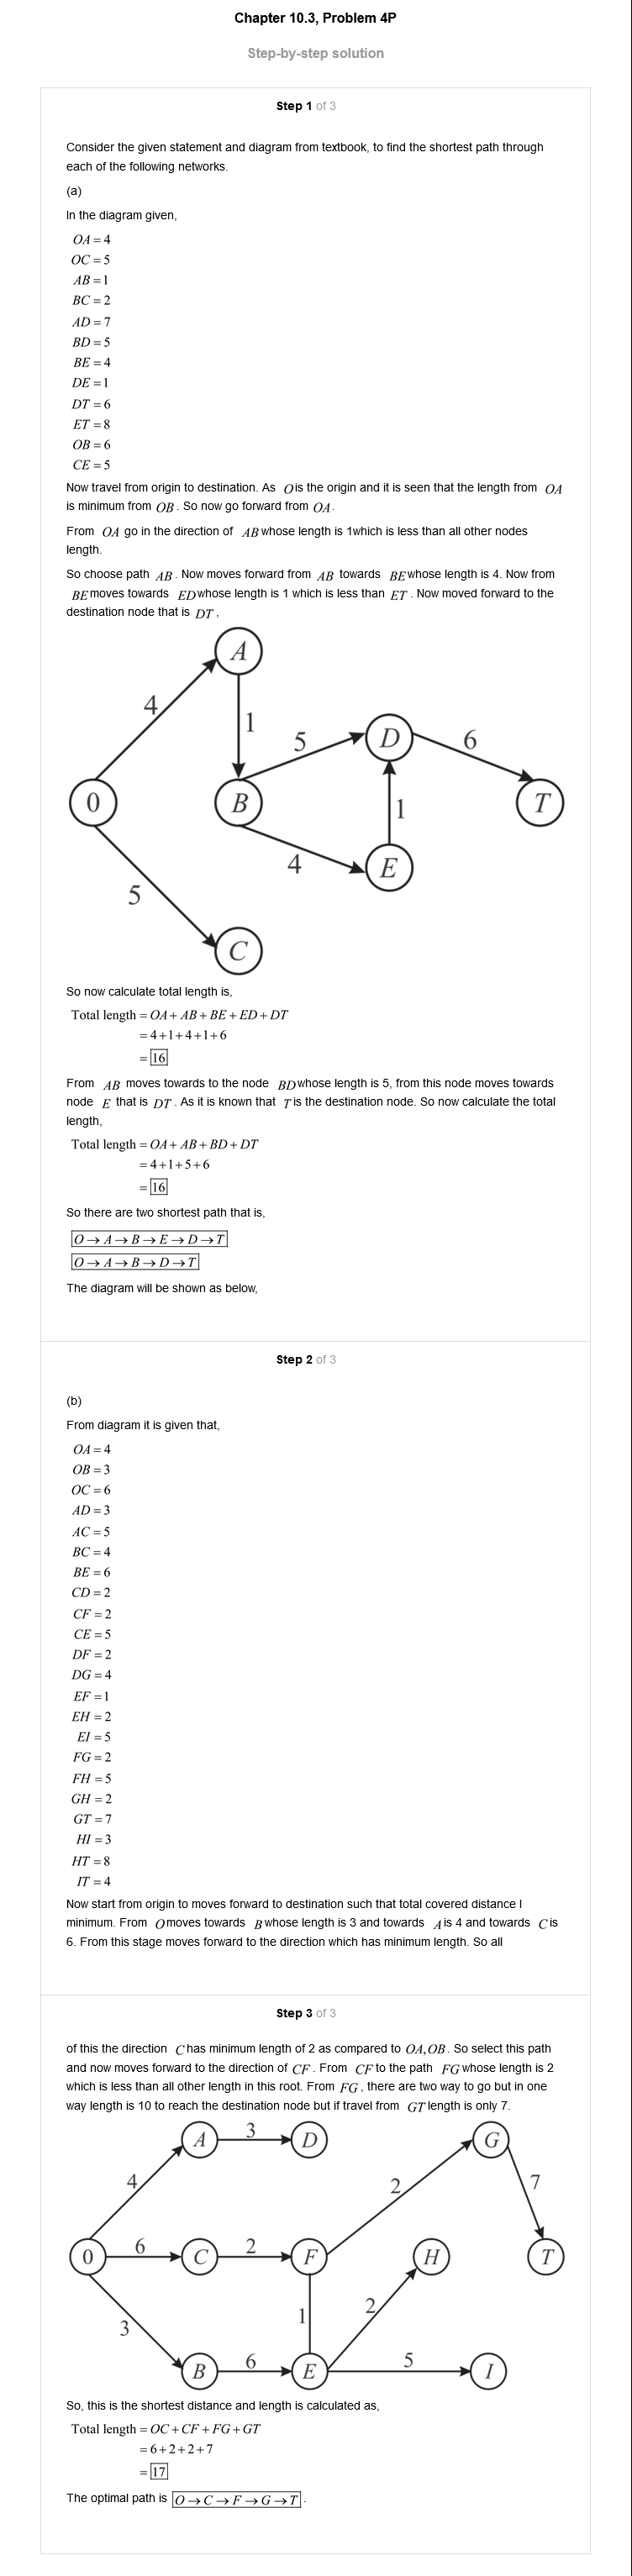 Chapter 10.3, Problem 4P
Step-by-step solution
Step 1 of 3
Consider the given statement and diagram from textbook, to find the shortest path through
each of the following networks.
(a)
In the diagram given,
OA = 4
OC = 5
AB = 1
BC = 2
AD = 7
BD = 5
BE = 4
DE = 1
DT = 6
ET = 8
OB = 6
CE = 5
Now travel from origin to destination. As O is the origin and it is seen that the length from OA
is minimum from OB . So now go forward from OA .
From OA go in the direction of AB whose length is 1which is less than all other nodes
length.
So choose path AB . Now moves forward from AB towards BE whose length is 4. Now from
BE moves towards ED whose length is 1 which is less than ET . Now moved forward to the
destination node that is DT ,
A
4
1
5
D
6
0
B
1
T
4
E
5
C
So now calculate total length is,
Total length = OA + AB + BE + ED + DT
= 4+1+4+1+6
= 16
From AB moves towards to the node BD whose length is 5, from this node moves towards
node E that is DT . As it is known that T is the destination node. So now calculate the total
length,
Total length = OA + AB + BD + DT
= 4+1+5+6
= 16
So there are two shortest path that is,
O → A → B → E → D → T
O → A → B → D → T
The diagram will be shown as below,
Step 2 of 3
(b)
From diagram it is given that,
OA = 4
OB = 3
OC = 6
AD = 3
AC = 5
BC = 4
BE = 6
CD = 2
CF = 2
CE = 5
DF = 2
DG = 4
EF = 1
EH = 2
EI = 5
FG = 2
FH = 5
GH = 2
GT = 7
HI = 3
HT = 8
IT = 4
Now start from origin to moves forward to destination such that total covered distance I
minimum. From O moves towards B whose length is 3 and towards A is 4 and towards C is
6. From this stage moves forward to the direction which has minimum length. So all
Step 3 of 3
of this the direction C has minimum length of 2 as compared to OA,OB . So select this path
and now moves forward to the direction of CF . From CF to the path FG whose length is 2
which is less than all other length in this root. From FG , there are two way to go but in one
way length is 10 to reach the destination node but if travel from GT length is only 7.
A
3
D
G
4
2
7
0
6
C
2
F
H
T
3
1
2
B
6
E
5
I
So, this is the shortest distance and length is calculated as,
Total length = OC + CF + FG + GT
= 6+2+2+7
= 17
The optimal path is O → C → F → G → T .